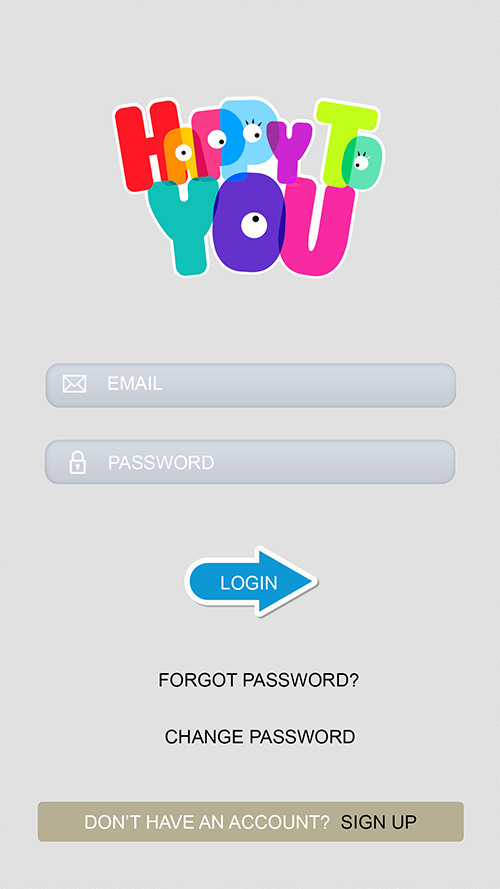 HAPPY TO
YOU
EMAIL
PASSWORD
LOGIN
FORGOT PASSWORD?
CHANGE PASSWORD
DON'T HAVE AN ACCOUNT? SIGN UP